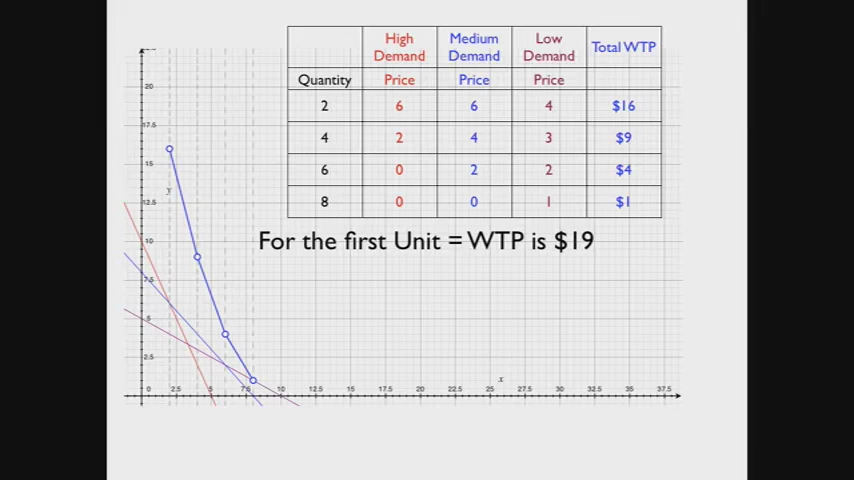 High Demand
Medium Demand
Low Demand
Total WTP
Quantity Price Price Price
2 6 6 4 $16
4 2 4 3 $9
6 0 2 2 $4
8 0 0 1 $1
For the first Unit = WTP is $19
y
20
17.5
15
12.5
10
7.5
5
2.5
x
0 2.5 5 7.5 10 12.5 15 17.5 20 22.5 25 27.5 30 32.5 35 37.5